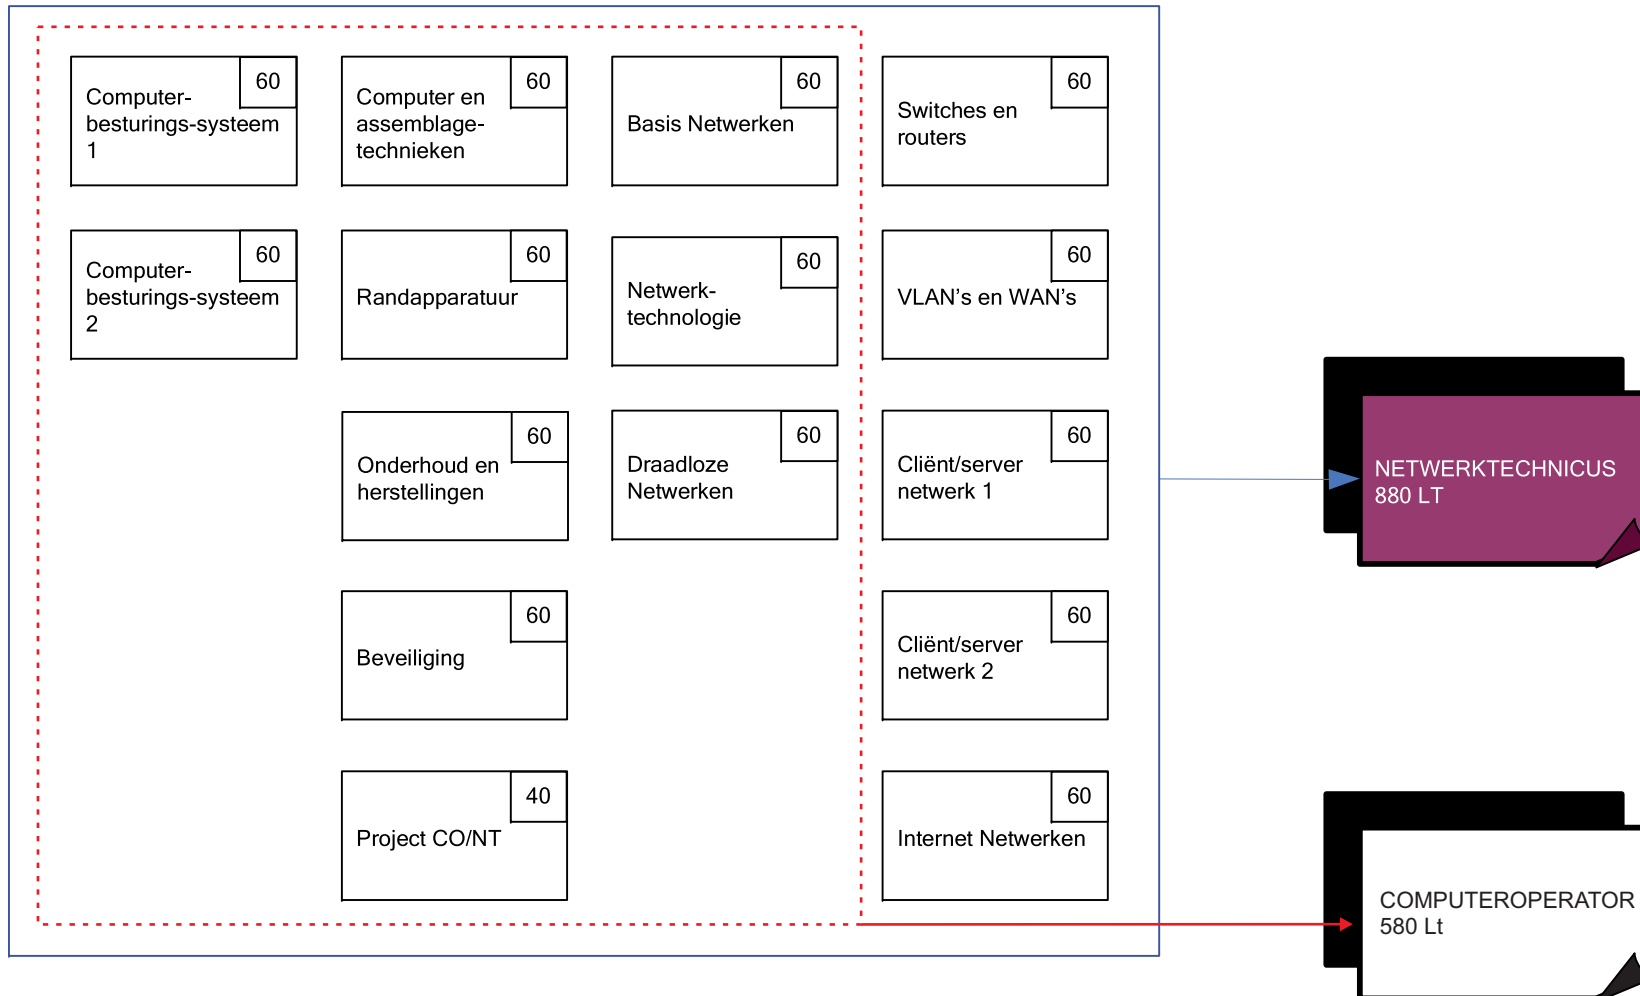 60
Computer-
besturings-systeem
1
60
Computer en
assemblage-
technieken
60
Basis Netwerken
60
Switches en
routers
60
Computer-
besturings-systeem
2
60
Randapparatuur
60
Netwerk-
technologie
60
VLAN’s en WAN’s
60
Onderhoud en
herstellingen
60
Draadloze
Netwerken
60
Cliënt/server
netwerk 1
NETWERKTECHNICUS
880 LT
60
Beveiliging
60
Cliënt/server
netwerk 2
40
Project CO/NT
60
Internet Netwerken
COMPUTEROPERATOR
580 Lt